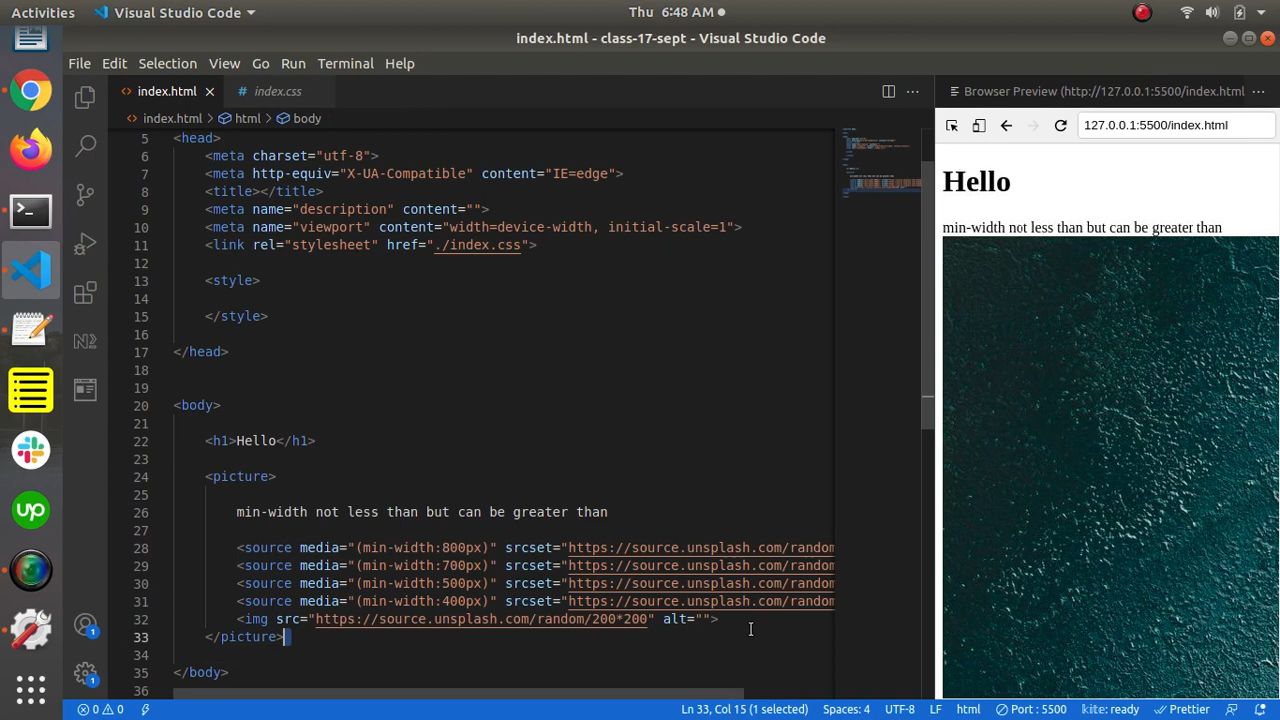 Activities Visual Studio Code Thu 6:48 AM
index.html - class-17-sept - Visual Studio Code
File Edit Selection View Go Run Terminal Help
index.html index.css Browser Preview (http://127.0.0.1:5500/index.html
index.html > html > body
127.0.0.1:5500/index.html
5 <head>
6 <meta charset="utf-8">
7 <meta http-equiv="X-UA-Compatible" content="IE=edge">
8 <title></title>
9 <meta name="description" content="">
10 <meta name="viewport" content="width=device-width, initial-scale=1">
11 <link rel="stylesheet" href="./index.css">
12
13 <style>
14
15 </style>
16
17 </head>
18
19
20 <body>
21
22 <h1>Hello</h1>
23
24 <picture>
25
26 min-width not less than but can be greater than
27
28 <source media="(min-width:800px)" srcset="https://source.unsplash.com/random
29 <source media="(min-width:700px)" srcset="https://source.unsplash.com/random
30 <source media="(min-width:500px)" srcset="https://source.unsplash.com/random
31 <source media="(min-width:400px)" srcset="https://source.unsplash.com/random
32 <img src="https://source.unsplash.com/random/200*200" alt="">
33 </picture>
34
35 </body>
36
Hello
min-width not less than but can be greater than
up
1
1
0 0 Ln 33, Col 15 (1 selected) Spaces: 4 UTF-8 LF html Port : 5500 kite: ready Prettier